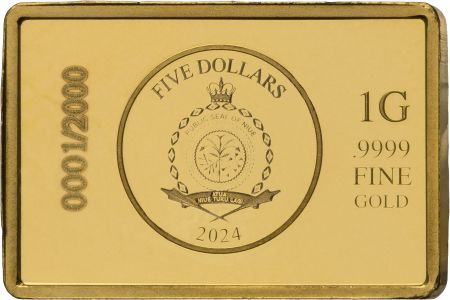 0001/2000
FIVE DOLLARS
PUBLIC SEAL OF NIUE
ATUA
NIUE TUKU LAGI
2024
1G
.9999
FINE
GOLD